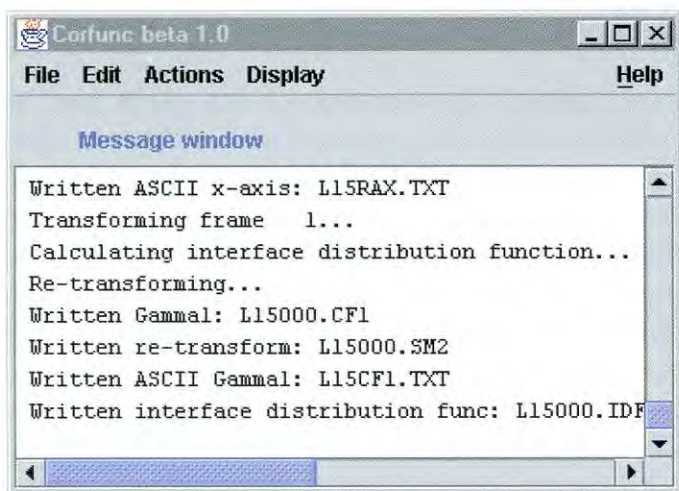 Corfunc beta 1.0
File Edit Actions Display Help
Message window
Written ASCII x-axis: L15RAX.TXT
Transforming frame 1...
Calculating interface distribution function...
Re-transforming...
Written Gamma1: L15000.CF1
Written re-transform: L15000.SM2
Written ASCII Gamma1: L15CF1.TXT
Written interface distribution func: L15000.IDF